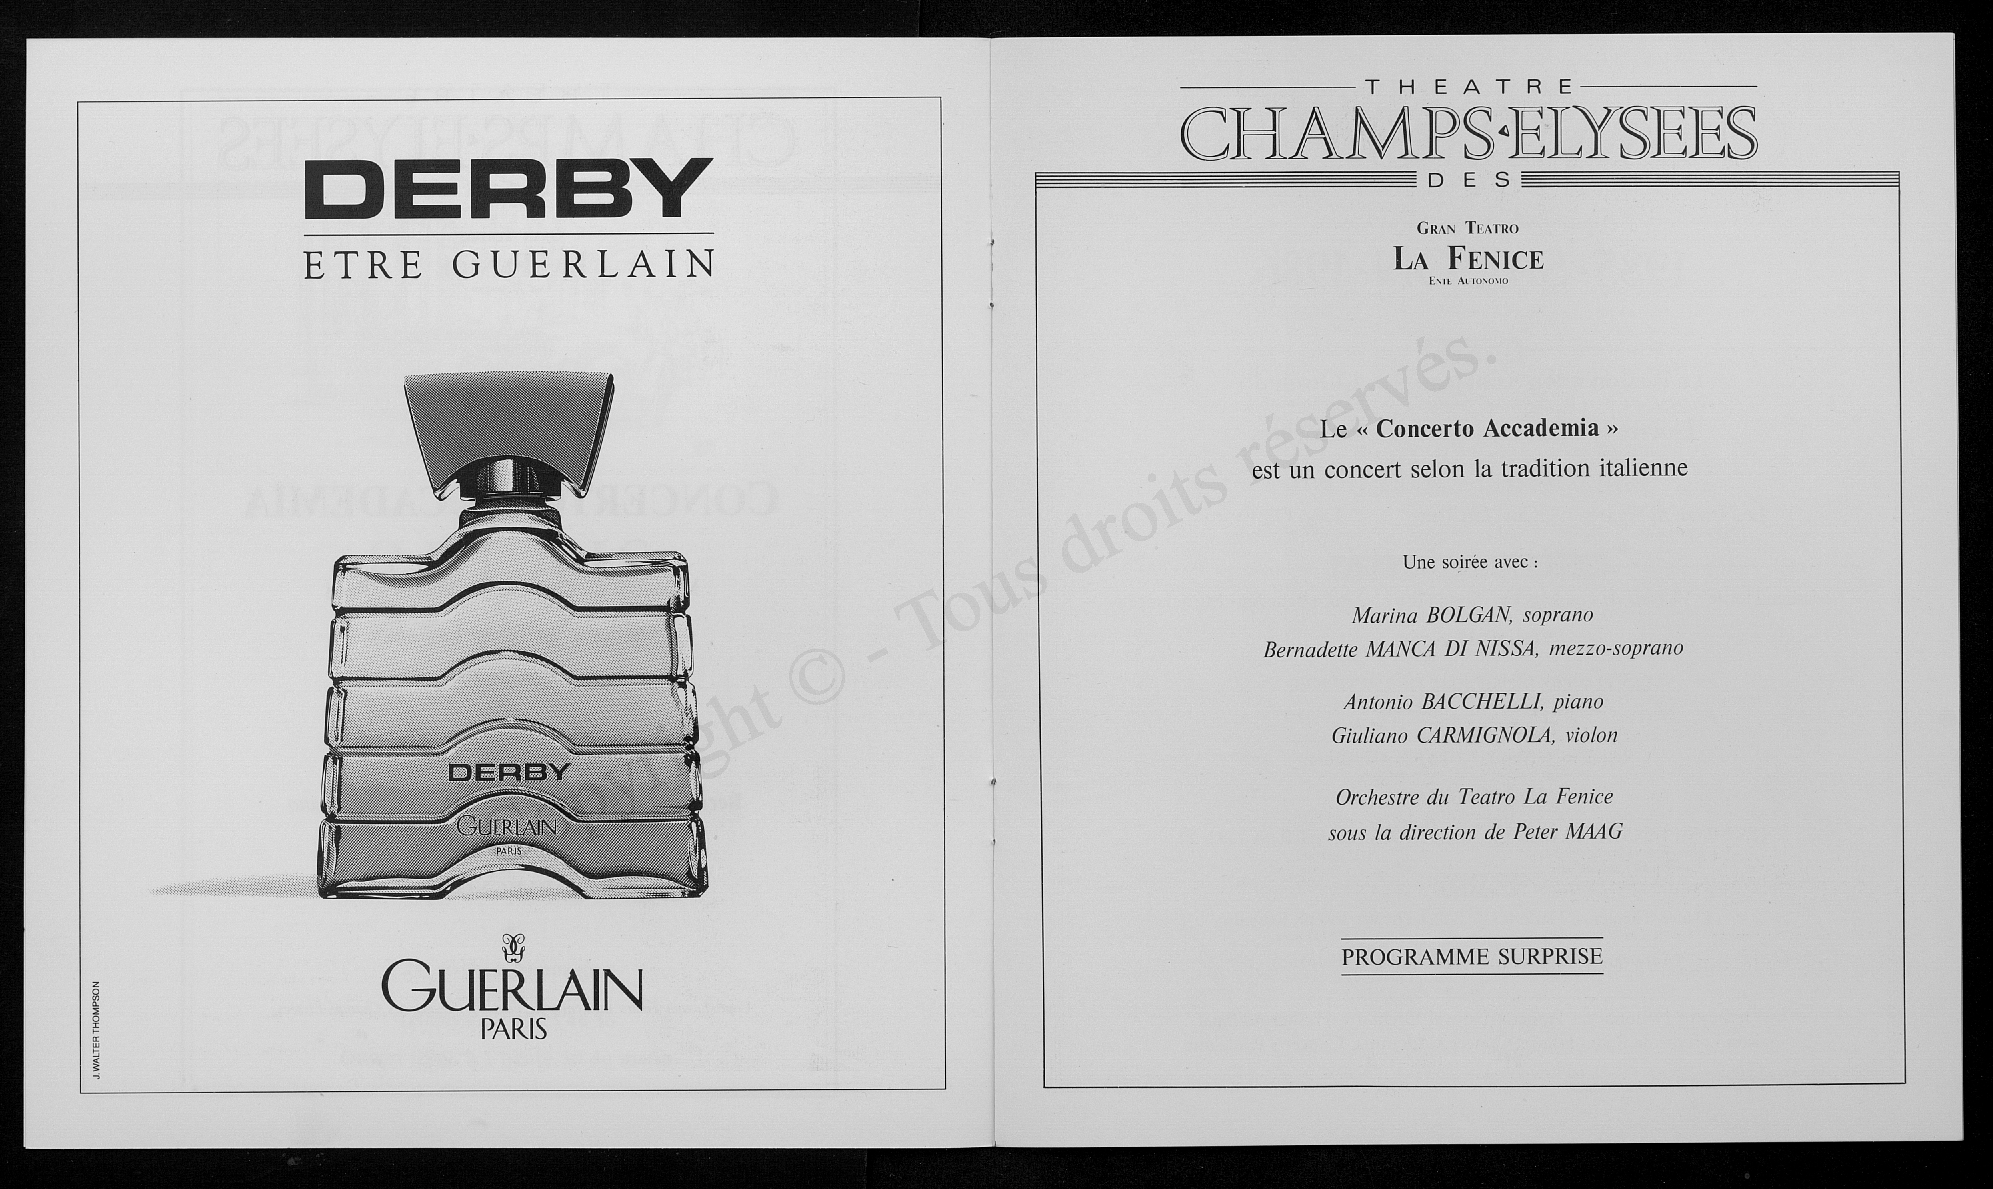 DERBY
ETRE GUERLAIN
DERBY
GUERLAIN
PARIS
GUERLAIN
PARIS
J. WALTER THOMPSON
THEATRE
CHAMPS-ELYSEES
DES
GRAN TEATRO
LA FENICE
ENTE AUTONOMO
Le « Concerto Accademia »
est un concert selon la tradition italienne
Une soirée avec :
Marina BOLGAN, soprano
Bernadette MANCA DI NISSA, mezzo-soprano
Antonio BACCHELLI, piano
Giuliano CARMIGNOLA, violon
Orchestre du Teatro La Fenice
sous la direction de Peter MAAG
PROGRAMME SURPRISE
© - Tous droits réservés.